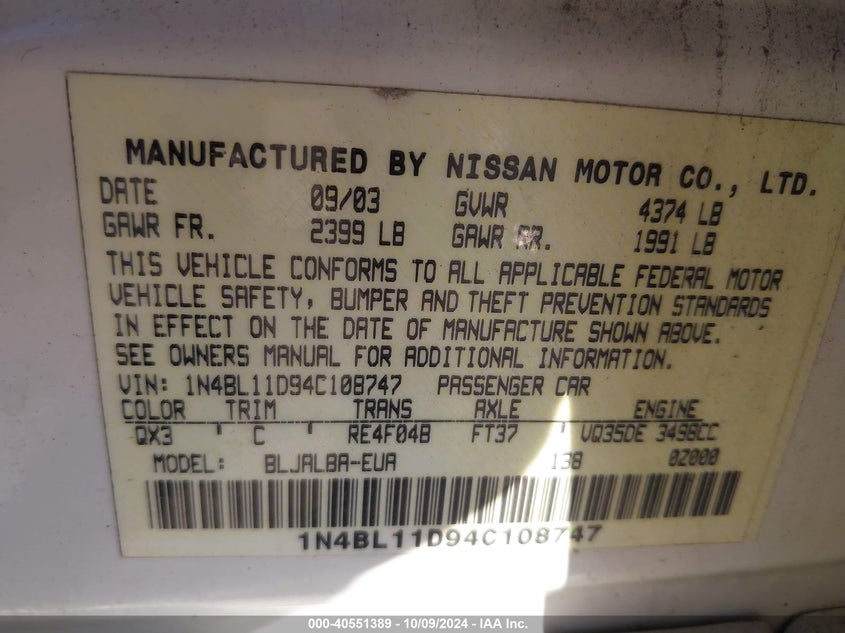 MANUFACTURED BY NISSAN MOTOR CO., LTD.
DATE 09/03 GVWR 4374 LB
GAWR FR. 2399 LB GAWR RR. 1991 LB
THIS VEHICLE CONFORMS TO ALL APPLICABLE FEDERAL MOTOR
VEHICLE SAFETY, BUMPER AND THEFT PREVENTION STANDARDS
IN EFFECT ON THE DATE OF MANUFACTURE SHOWN ABOVE.
SEE OWNERS MANUAL FOR ADDITIONAL INFORMATION.
VIN: 1N4BL11D94C108747 PASSENGER CAR
COLOR TRIM TRANS AXLE ENGINE
QX3 ' C ' RE4F04B FT37 ' VQ35DE 3498CC
MODEL: BLJALBA-EUA 138 0Z000
1N4BL11D94C108747
000-40551389 - 10/09/2024 - IAA Inc.